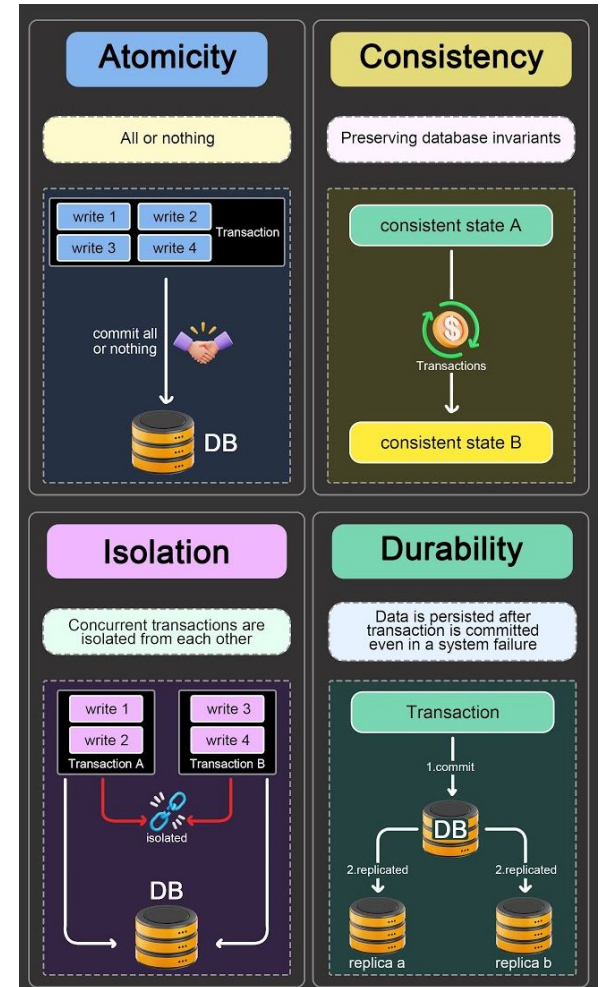 Atomicity
All or nothing
write 1
write 2
write 3
write 4
Transaction
commit all
or nothing
DB
Consistency
Preserving database invariants
consistent state A
$
Transactions
consistent state B
Isolation
Concurrent transactions are
isolated from each other
write 1
write 2
Transaction A
write 3
write 4
Transaction B
isolated
DB
Durability
Data is persisted after
transaction is committed
even in a system failure
Transaction
1.commit
DB
2.replicated
2.replicated
replica a
replica b